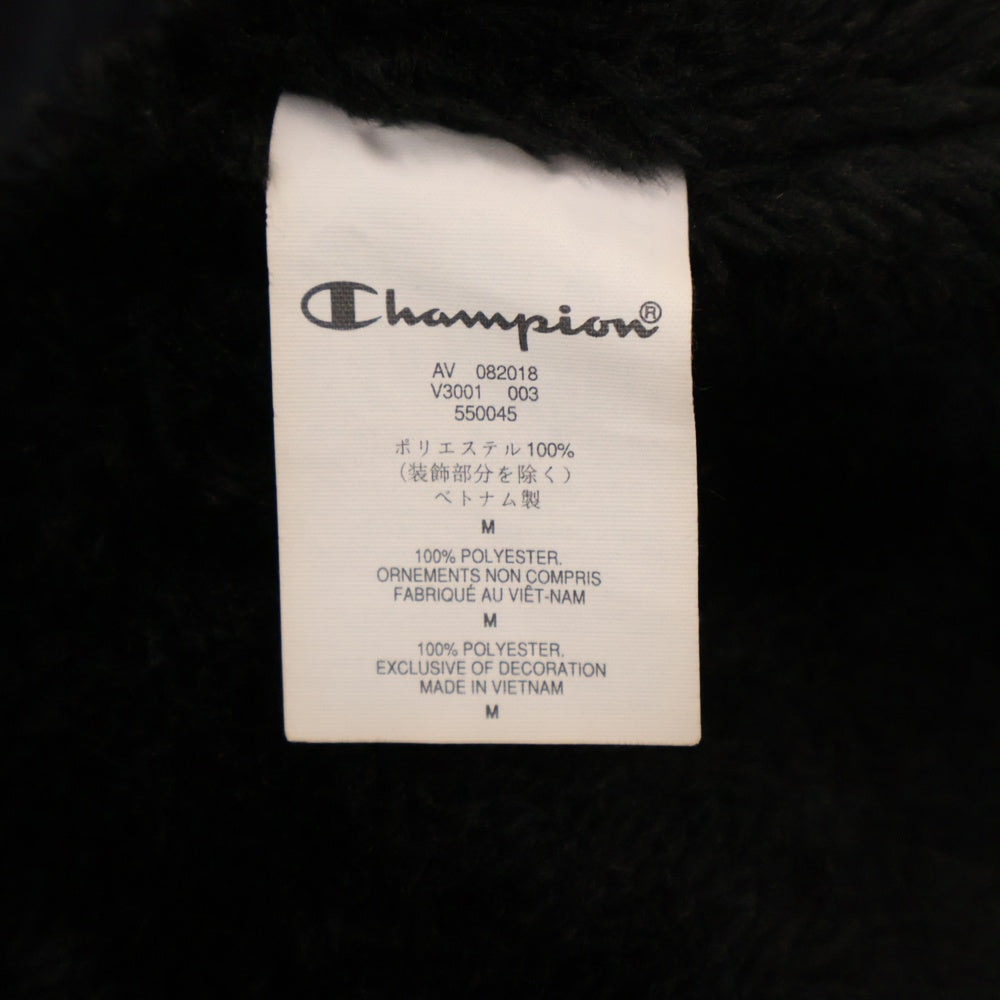 Champion®
AV 082018
V3001 003
550045
ポリエステル100%
(装飾部分を除く)
ベトナム製
M
100% POLYESTER.
ORNEMENTS NON COMPRIS
FABRIQUÉ AU VIÊT-NAM
M
100% POLYESTER.
EXCLUSIVE OF DECORATION
MADE IN VIETNAM
M